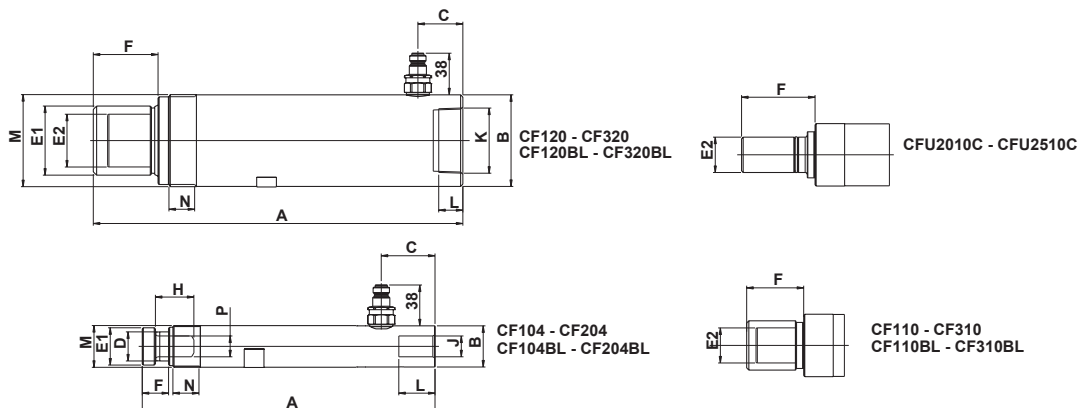 C
F
38
M
E1
E2
K
B
N
L
A
CF120 - CF320
CF120BL - CF320BL
F
E2
CFU2010C - CFU2510C
C
H
P
38
M
E1
D
J
B
F
N
L
A
CF104 - CF204
CF104BL - CF204BL
F
E2
CF110 - CF310
CF110BL - CF310BL